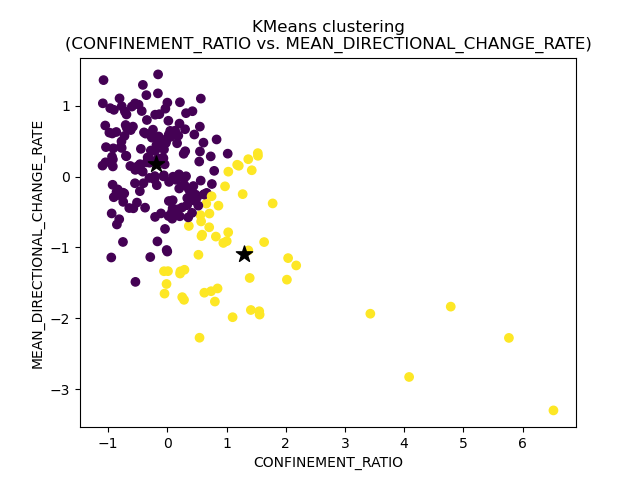 KMeans clustering
(CONFINEMENT_RATIO vs. MEAN_DIRECTIONAL_CHANGE_RATE)
MEAN_DIRECTIONAL_CHANGE_RATE
1
0
−1
−2
−3
−1 0 1 2 3 4 5 6
CONFINEMENT_RATIO